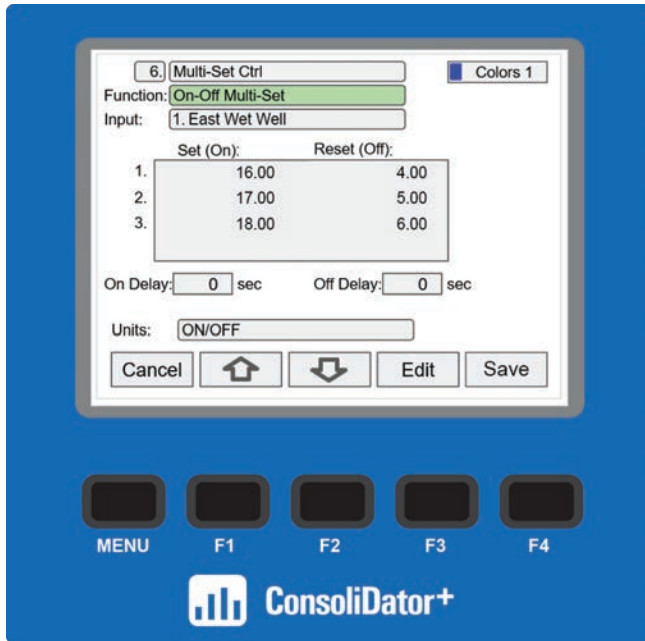 6. Multi-Set Ctrl Colors 1
Function: On-Off Multi-Set
Input: 1. East Wet Well
Set (On): Reset (Off):
1. 16.00 4.00
2. 17.00 5.00
3. 18.00 6.00
On Delay: 0 sec Off Delay: 0 sec
Units: ON/OFF
Cancel Edit Save
MENU F1 F2 F3 F4
ConsoliDator+